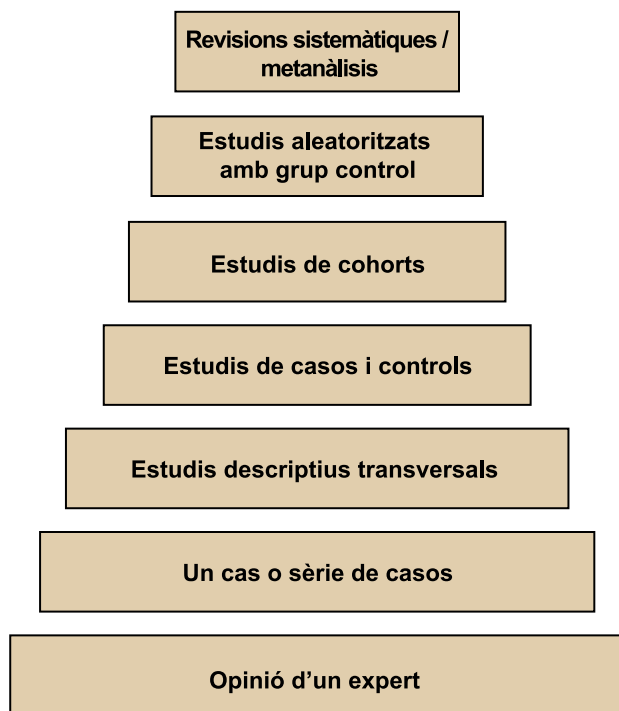 Revisions sistemàtiques /
metanàlisis
Estudis aleatoritzats
amb grup control
Estudis de cohorts
Estudis de casos i controls
Estudis descriptius transversals
Un cas o sèrie de casos
Opinió d’un expert